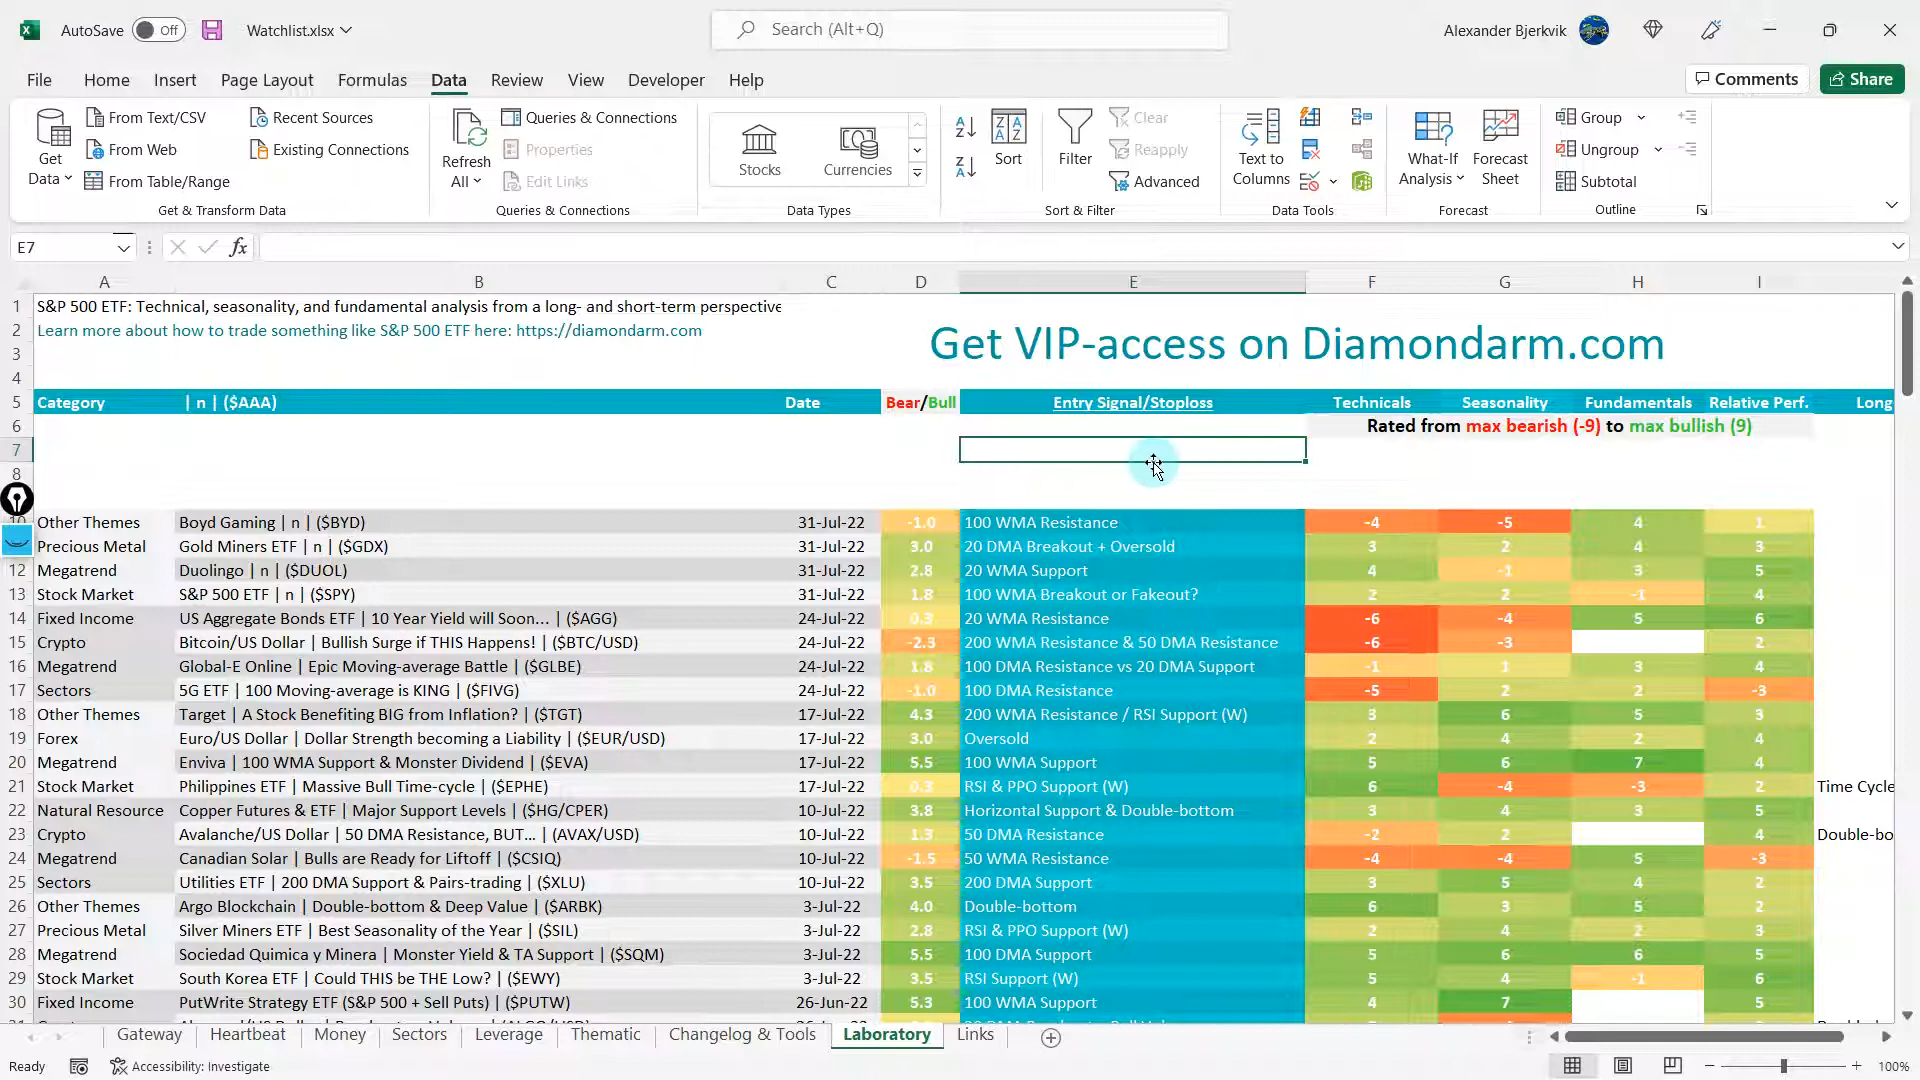 AutoSave Off Watchlist.xlsx Search (Alt+Q) Alexander Bjerkvik
File Home Insert Page Layout Formulas Data Review View Developer Help Comments Share
Get Data From Text/CSV From Web From Table/Range Recent Sources Existing Connections
Refresh All Queries & Connections Properties Edit Links
Stocks Currencies Sort Filter Clear Reapply Advanced
Text to Columns What-If Analysis Forecast Sheet Group Ungroup Subtotal
Get & Transform Data Queries & Connections Data Types Sort & Filter Data Tools Forecast Outline
E7 fx
A B C D E F G H I
1 S&P 500 ETF: Technical, seasonality, and fundamental analysis from a long- and short-term perspective
2 Learn more about how to trade something like S&P 500 ETF here: https://diamondarm.com
Get VIP-access on Diamondarm.com
3
4
5 Category | n | ($AAA) Date Bear/Bull Entry Signal/Stoploss Technicals Seasonality Fundamentals Relative Perf. Long
6 Rated from max bearish (-9) to max bullish (9)
7
8
10 Other Themes Boyd Gaming | n | ($BYD) 31-Jul-22 -1.0 100 WMA Resistance -4 -5 4 1
Precious Metal Gold Miners ETF | n | ($GDX) 31-Jul-22 3.0 20 DMA Breakout + Oversold 3 2 4 3
12 Megatrend Duolingo | n | ($DUOL) 31-Jul-22 2.8 20 WMA Support 4 -1 3 5
13 Stock Market S&P 500 ETF | n | ($SPY) 31-Jul-22 1.8 100 WMA Breakout or Fakeout? 2 2 -1 4
14 Fixed Income US Aggregate Bonds ETF | 10 Year Yield will Soon... | ($AGG) 24-Jul-22 0.3 20 WMA Resistance -6 -4 5 6
15 Crypto Bitcoin/US Dollar | Bullish Surge if THIS Happens! | ($BTC/USD) 24-Jul-22 -2.3 200 WMA Resistance & 50 DMA Resistance -6 -3 2
16 Megatrend Global-E Online | Epic Moving-average Battle | ($GLBE) 24-Jul-22 1.8 100 DMA Resistance vs 20 DMA Support -1 1 3 4
17 Sectors 5G ETF | 100 Moving-average is KING | ($FIVG) 24-Jul-22 -1.0 100 DMA Resistance -5 2 2 -3
18 Other Themes Target | A Stock Benefiting BIG from Inflation? | ($TGT) 17-Jul-22 4.3 200 WMA Resistance / RSI Support (W) 3 6 5 3
19 Forex Euro/US Dollar | Dollar Strength becoming a Liability | ($EUR/USD) 17-Jul-22 3.0 Oversold 2 4 2 4
20 Megatrend Enviva | 100 WMA Support & Monster Dividend | ($EVA) 17-Jul-22 5.5 100 WMA Support 5 6 7 4
21 Stock Market Philippines ETF | Massive Bull Time-cycle | ($EPHE) 17-Jul-22 0.3 RSI & PPO Support (W) 6 -4 -3 2 Time Cycle
22 Natural Resource Copper Futures & ETF | Major Support Levels | ($HG/CPER) 10-Jul-22 3.8 Horizontal Support & Double-bottom 3 4 3 5
23 Crypto Avalanche/US Dollar | 50 DMA Resistance, BUT... | (AVAX/USD) 10-Jul-22 1.3 50 DMA Resistance -2 2 4 Double-bo
24 Megatrend Canadian Solar | Bulls are Ready for Liftoff | ($CSIQ) 10-Jul-22 -1.5 50 WMA Resistance -4 -4 5 -3
25 Sectors Utilities ETF | 200 DMA Support & Pairs-trading | ($XLU) 10-Jul-22 3.5 200 DMA Support 3 5 4 2
26 Other Themes Argo Blockchain | Double-bottom & Deep Value | ($ARBK) 3-Jul-22 4.0 Double-bottom 6 3 5 2
27 Precious Metal Silver Miners ETF | Best Seasonality of the Year | ($SIL) 3-Jul-22 2.8 RSI & PPO Support (W) 2 4 2 3
28 Megatrend Sociedad Quimica y Minera | Monster Yield & TA Support | ($SQM) 3-Jul-22 5.5 100 DMA Support 5 6 6 5
29 Stock Market South Korea ETF | Could THIS be THE Low? | ($EWY) 3-Jul-22 3.5 RSI Support (W) 5 4 -1 6
30 Fixed Income PutWrite Strategy ETF (S&P 500 + Sell Puts) | ($PUTW) 26-Jun-22 5.3 100 WMA Support 4 7 5
Gateway Heartbeat Money Sectors Leverage Thematic Changelog & Tools Laboratory Links
Ready Accessibility: Investigate 100%